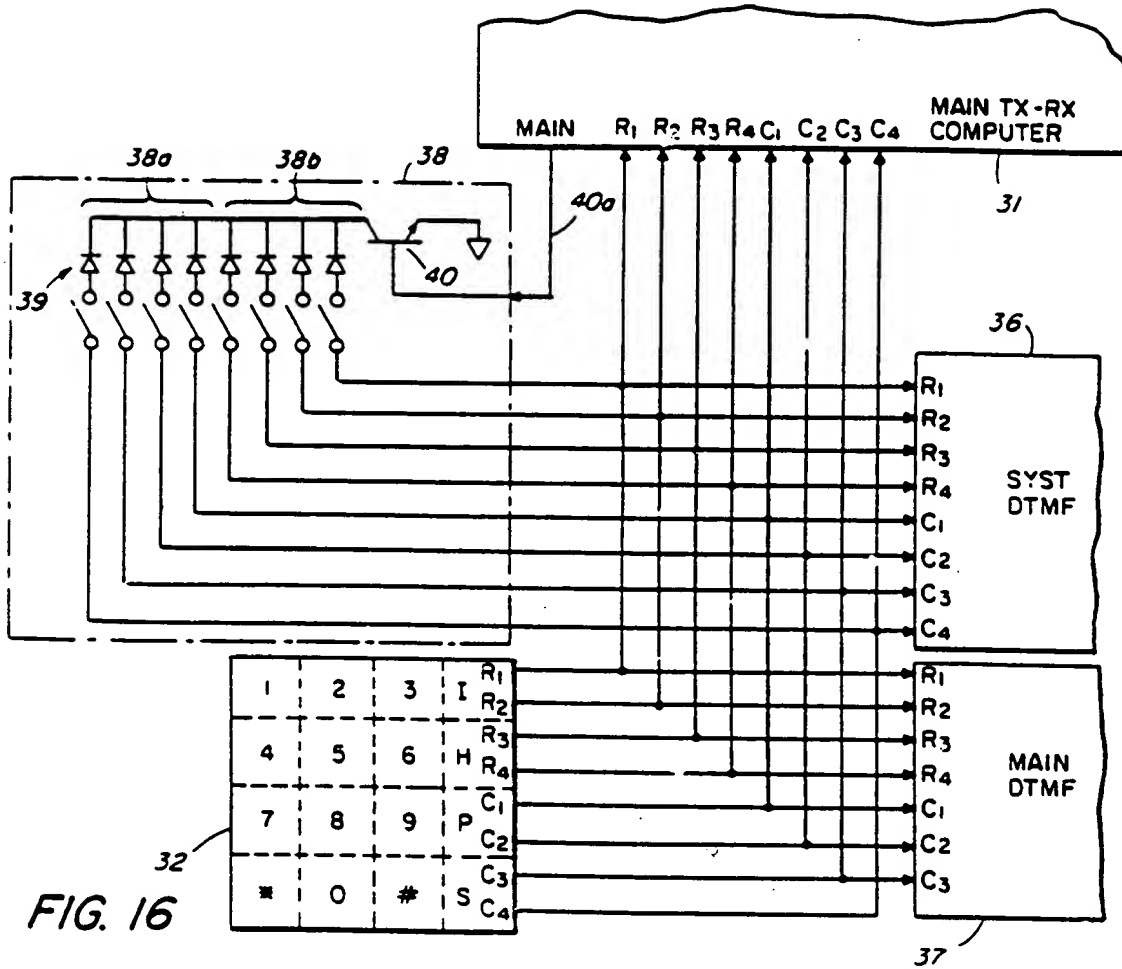 MAIN TX-RX
COMPUTER
MAIN R1 R2 R3 R4 C1 C2 C3 C4
31
38a 38b 38
40a
40
39
36
R1
R2
R3
R4
C1
C2
C3
C4
SYST
DTMF
1 2 3 I
4 5 6 H
7 8 9 P
* 0 # S
R1
R2
R3
R4
C1
C2
C3
C4
32
R1
R2
R3
R4
C1
C2
C3
MAIN
DTMF
37
FIG. 16